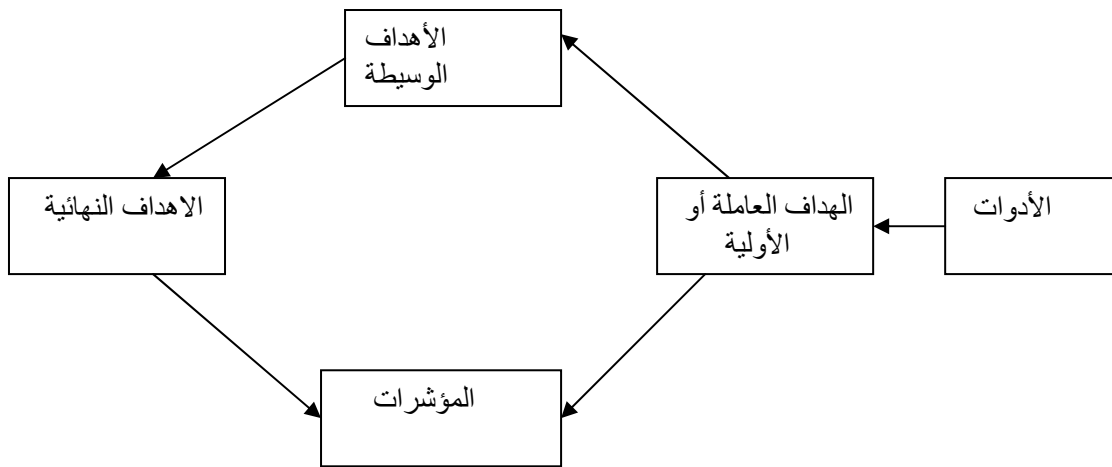 الأهداف
الوسيطة
الأدوات
الهداف العاملة أو
الأولية
الاهداف النهائية
المؤشرات